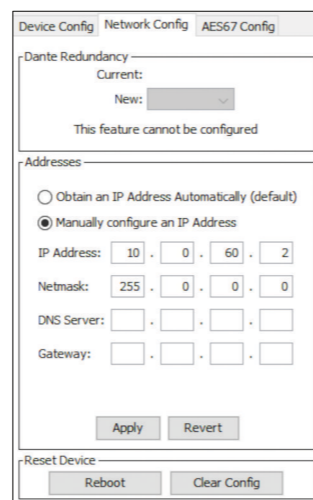 Device Config Network Config AES67 Config
Dante Redundancy
Current:
New:
This feature cannot be configured
Addresses
Obtain an IP Address Automatically (default)
Manually configure an IP Address
IP Address: 10 . 0 . 60 . 2
Netmask: 255 . 0 . 0 . 0
DNS Server: . . .
Gateway: . . .
Apply Revert
Reset Device
Reboot Clear Config